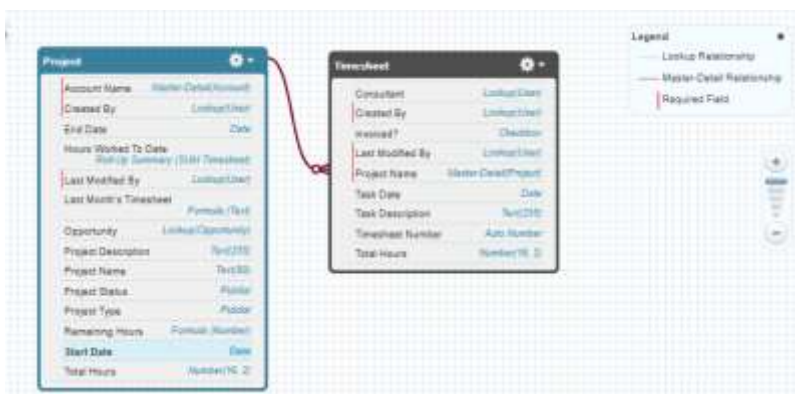 Project
Account Name Master-Detail(Account)
Created By Lookup(User)
End Date Date
Hours Worked To Date
Roll-Up Summary (SUM Timesheet)
Last Modified By Lookup(User)
Last Month's Timesheet
Formula (Text)
Opportunity Lookup(Opportunity)
Project Description Text(255)
Project Name Text(80)
Project Status Picklist
Project Type Picklist
Remaining Hours Formula (Number)
Start Date Date
Total Hours Number(16, 2)
Timesheet
Consultant Lookup(User)
Created By Lookup(User)
Invoiced? Checkbox
Last Modified By Lookup(User)
Project Name Master-Detail(Project)
Task Date Date
Task Description Text(255)
Timesheet Number Auto Number
Total Hours Number(16, 2)
Legend
Lookup Relationship
Master-Detail Relationship
Required Field